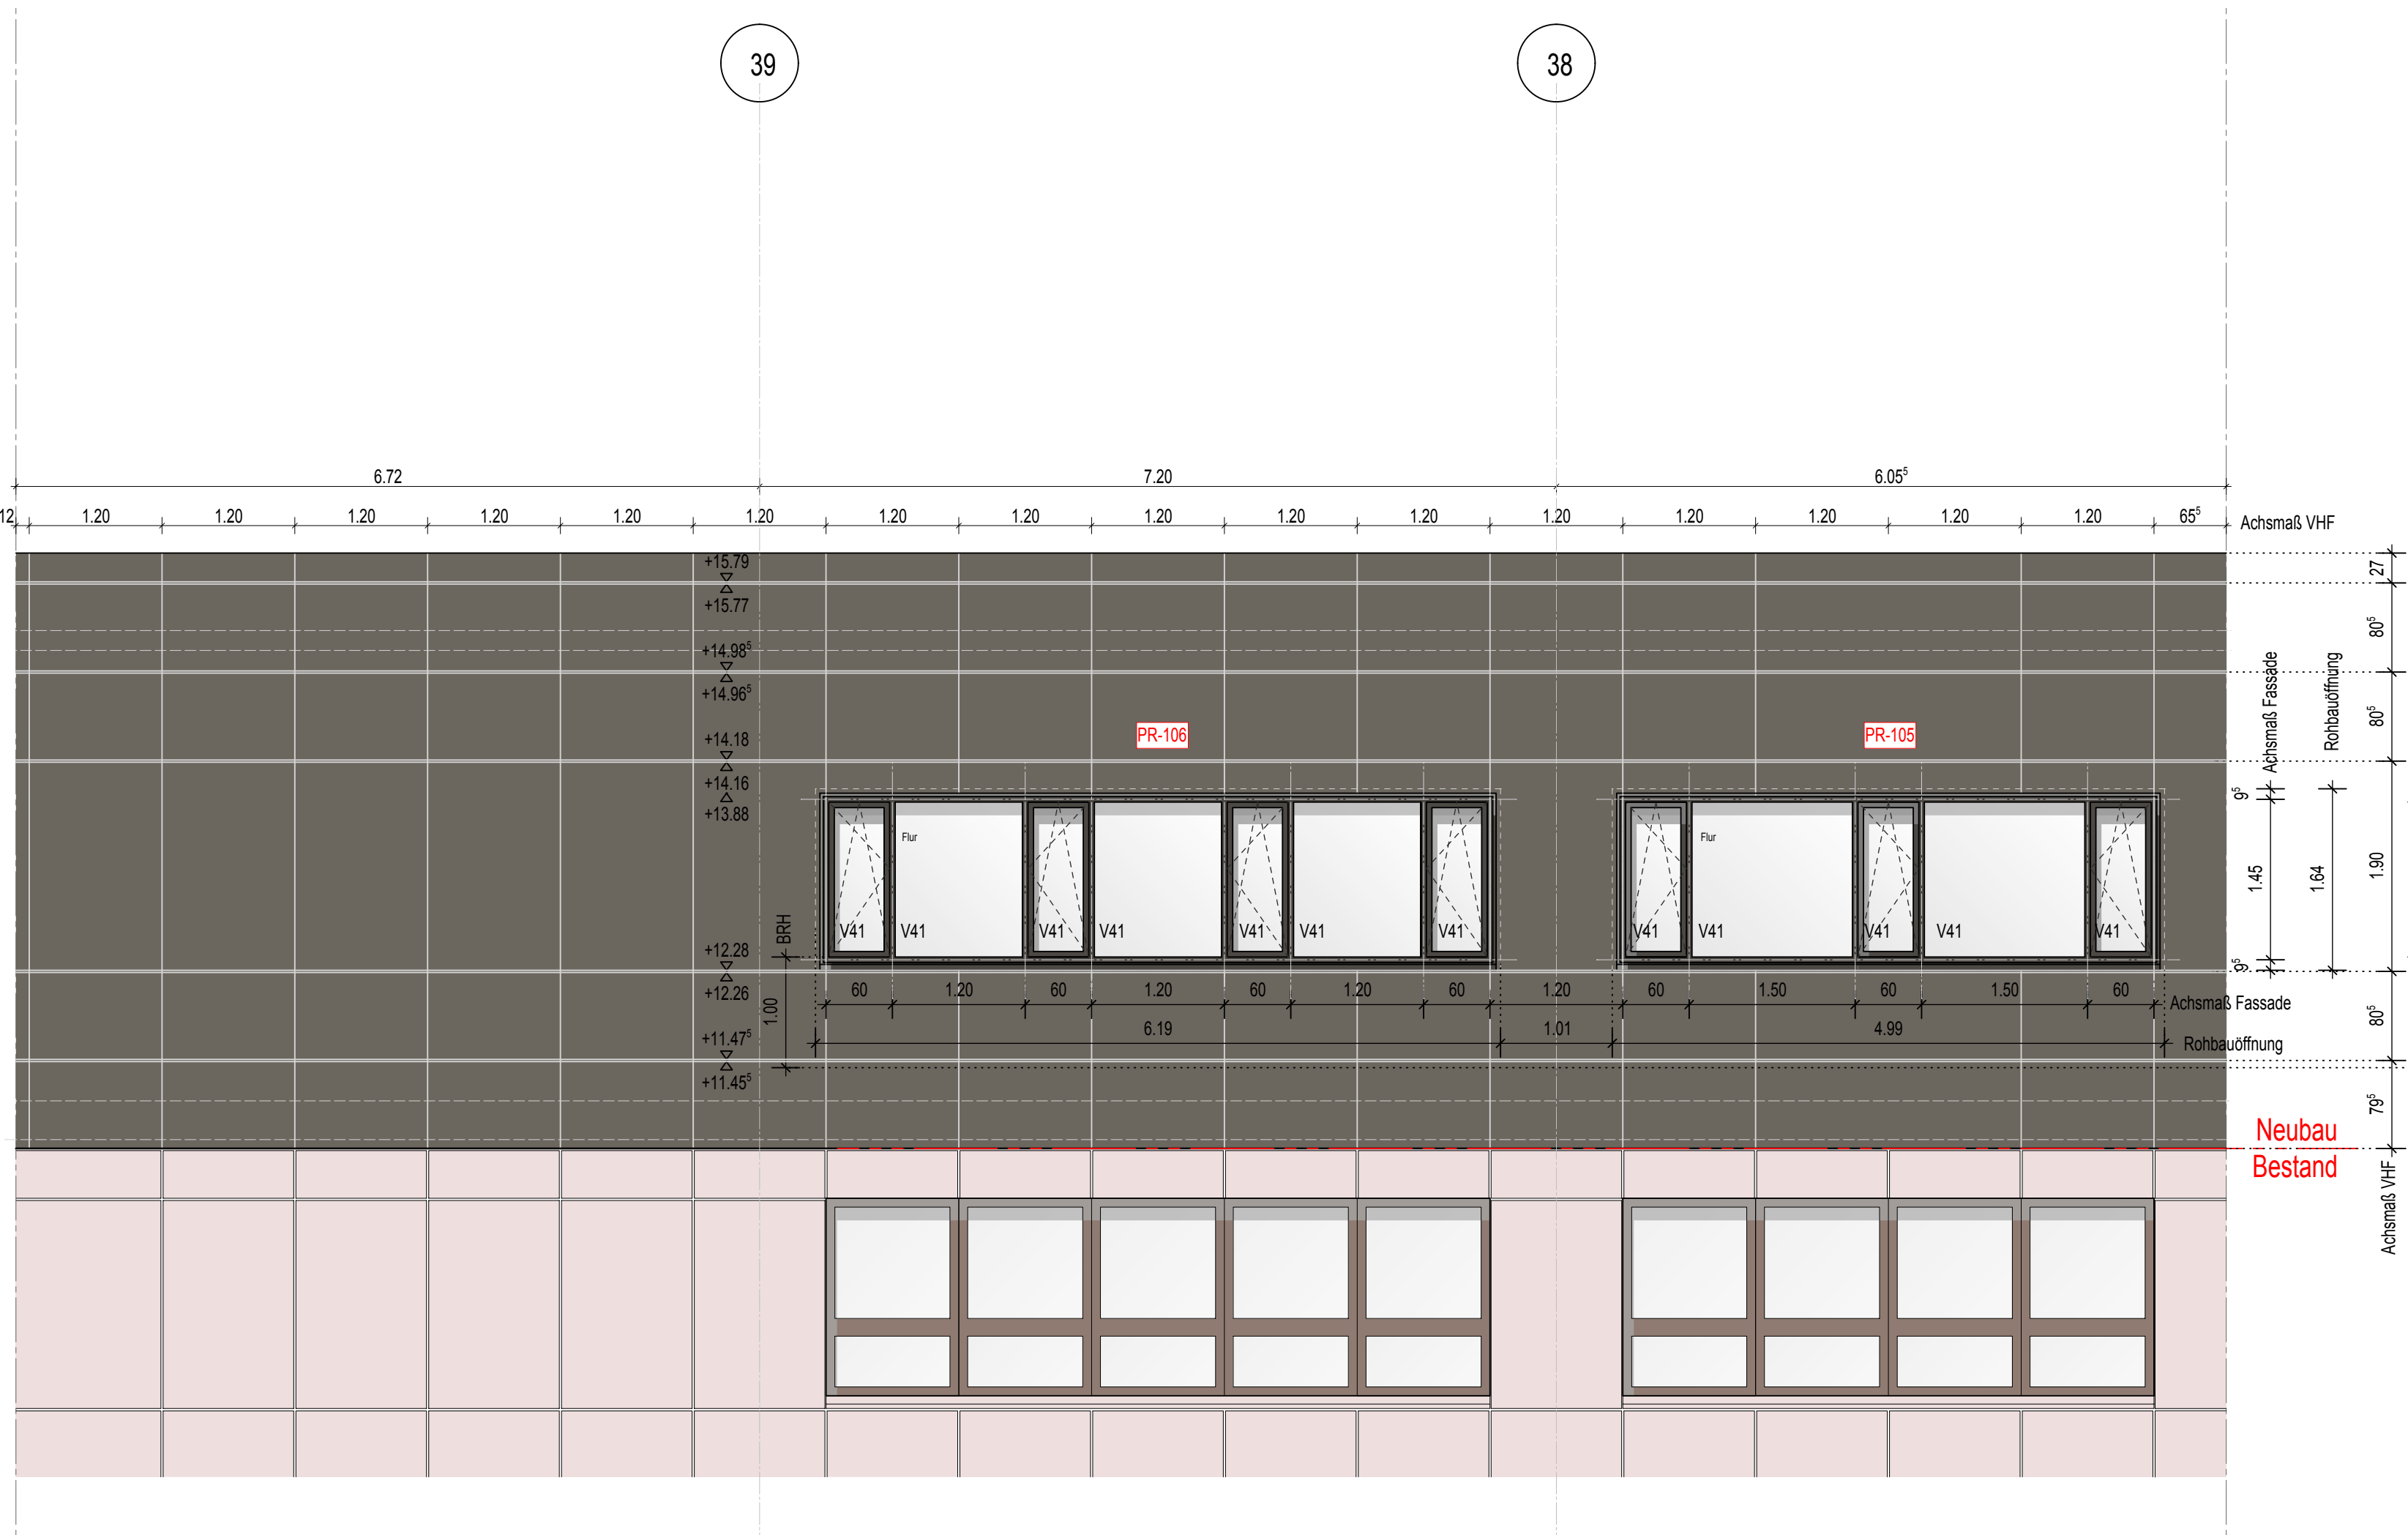 39 38
6.72 7.20 6.05⁵
12 1.20 1.20 1.20 1.20 1.20 1.20 1.20 1.20 1.20 1.20 1.20 1.20 1.20 1.20 1.20 1.20 65⁵ Achsmaß VHF
+15.79
+15.77
+14.98⁵
+14.96⁵
+14.18
+14.16
+13.88
+12.28
+12.26
+11.47⁵
+11.45⁵
BRH
1.00
PR-106 PR-105
Flur Flur
V41 V41 V41 V41 V41 V41 V41 V41 V41 V41 V41 V41
60 1.20 60 1.20 60 1.20 60 1.20 60 1.50 60 1.50 60 Achsmaß Fassade
6.19 1.01 4.99 Rohbauöffnung
Achsmaß Fassade
9⁵
1.45
9⁵
Rohbauöffnung
1.64
27
80⁵
80⁵
1.90
80⁵
79⁵
Achsmaß VHF
Neubau
Bestand